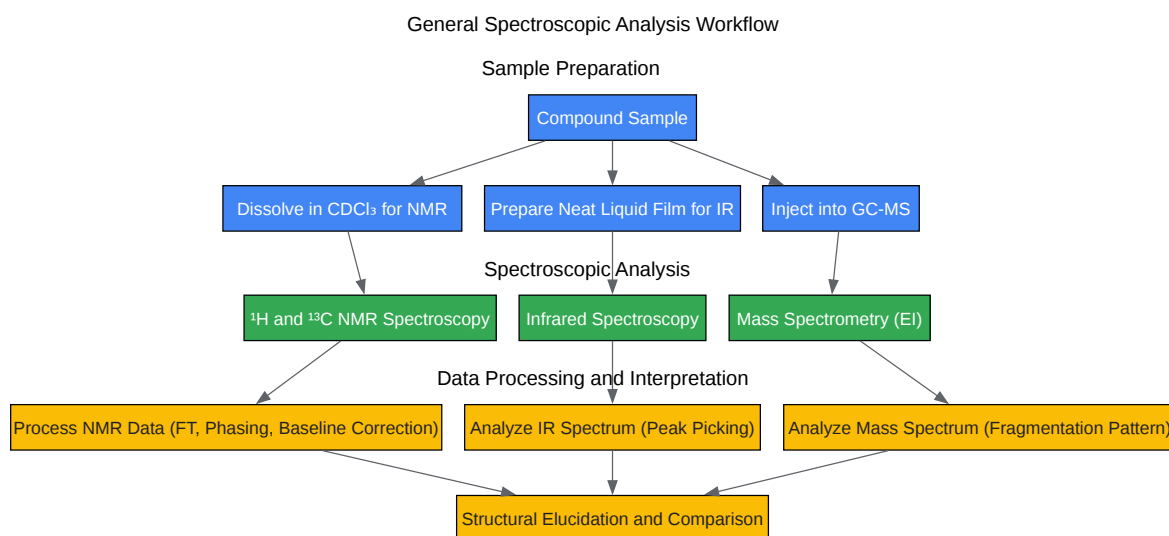 General Spectroscopic Analysis Workflow
Sample Preparation
Compound Sample
Dissolve in CDCl₃ for NMR
Prepare Neat Liquid Film for IR
Inject into GC-MS
Spectroscopic Analysis
¹H and ¹³C NMR Spectroscopy
Infrared Spectroscopy
Mass Spectrometry (EI)
Data Processing and Interpretation
Process NMR Data (FT, Phasing, Baseline Correction)
Analyze IR Spectrum (Peak Picking)
Analyze Mass Spectrum (Fragmentation Pattern)
Structural Elucidation and Comparison